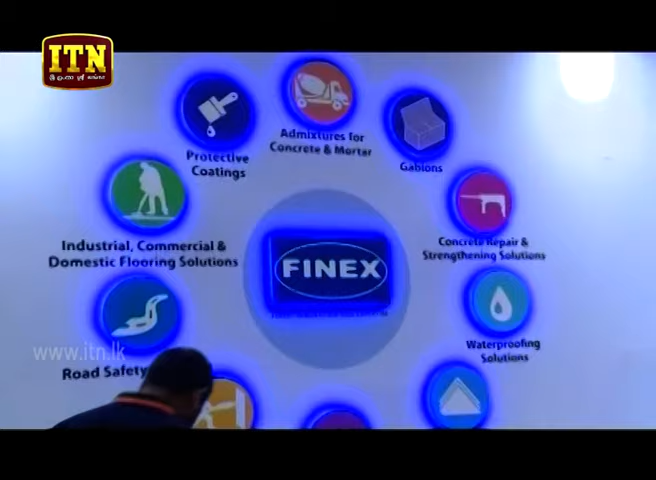 ITN
Admixtures for
Concrete & Mortar
Protective
Coatings
Gabions
Industrial, Commercial &
Domestic Flooring Solutions
Concrete Repair &
Strengthening Solutions
FINEX
www.itn.lk
Waterproofing
Solutions
Road Safety